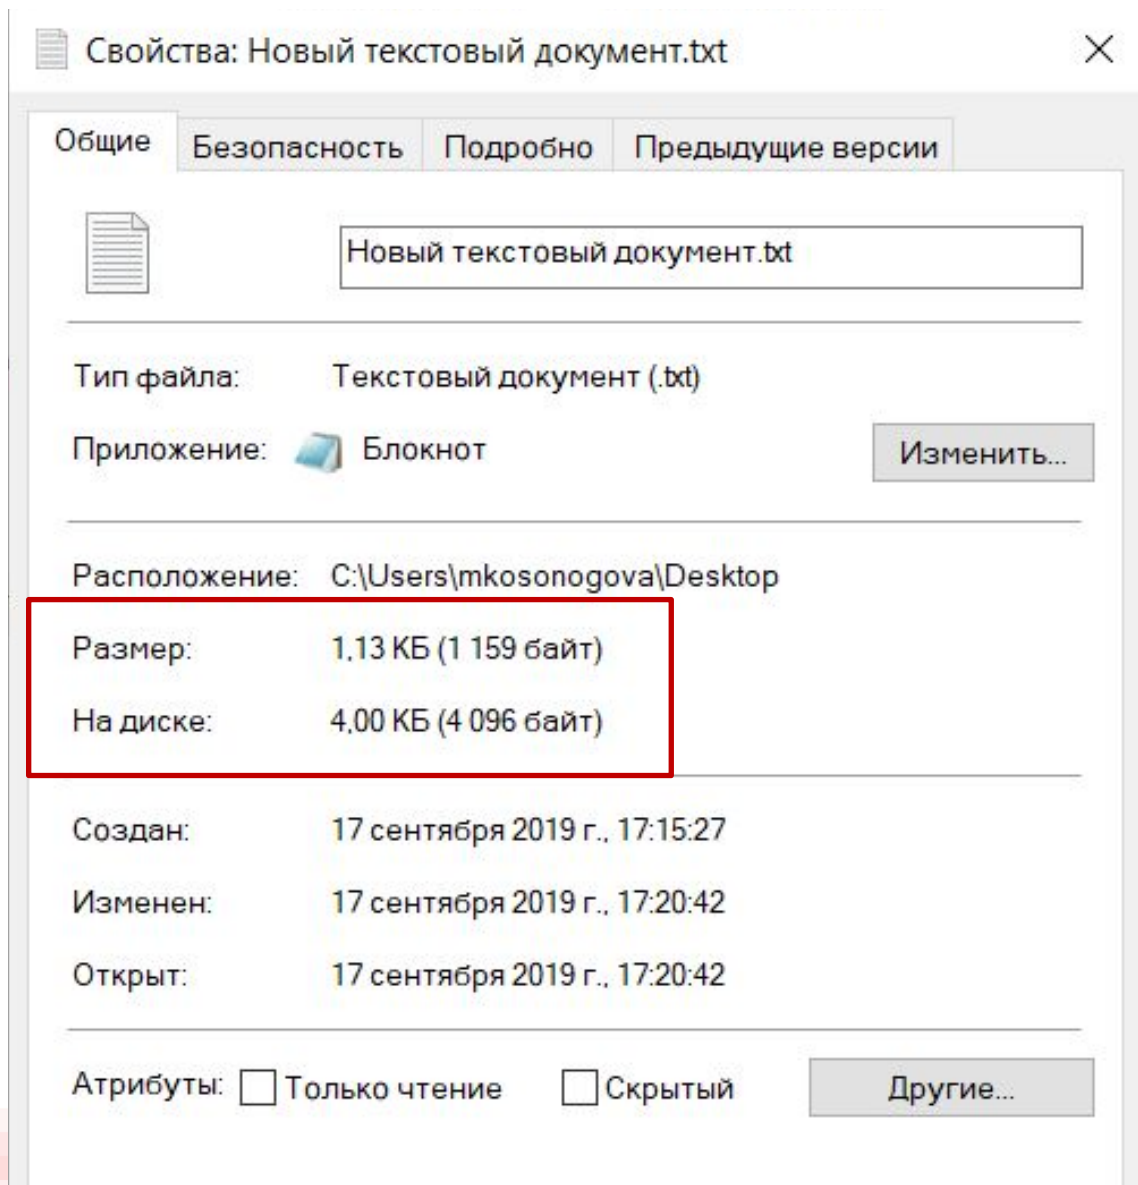 Свойства: Новый текстовый документ.txt
Общие Безопасность Подробно Предыдущие версии
Новый текстовый документ.txt
Тип файла: Текстовый документ (.txt)
Приложение: Блокнот Изменить...
Расположение: C:\Users\mkosonogova\Desktop
Размер: 1,13 КБ (1 159 байт)
На диске: 4,00 КБ (4 096 байт)
Создан: 17 сентября 2019 г., 17:15:27
Изменен: 17 сентября 2019 г., 17:20:42
Открыт: 17 сентября 2019 г., 17:20:42
Атрибуты: Только чтение Скрытый Другие...